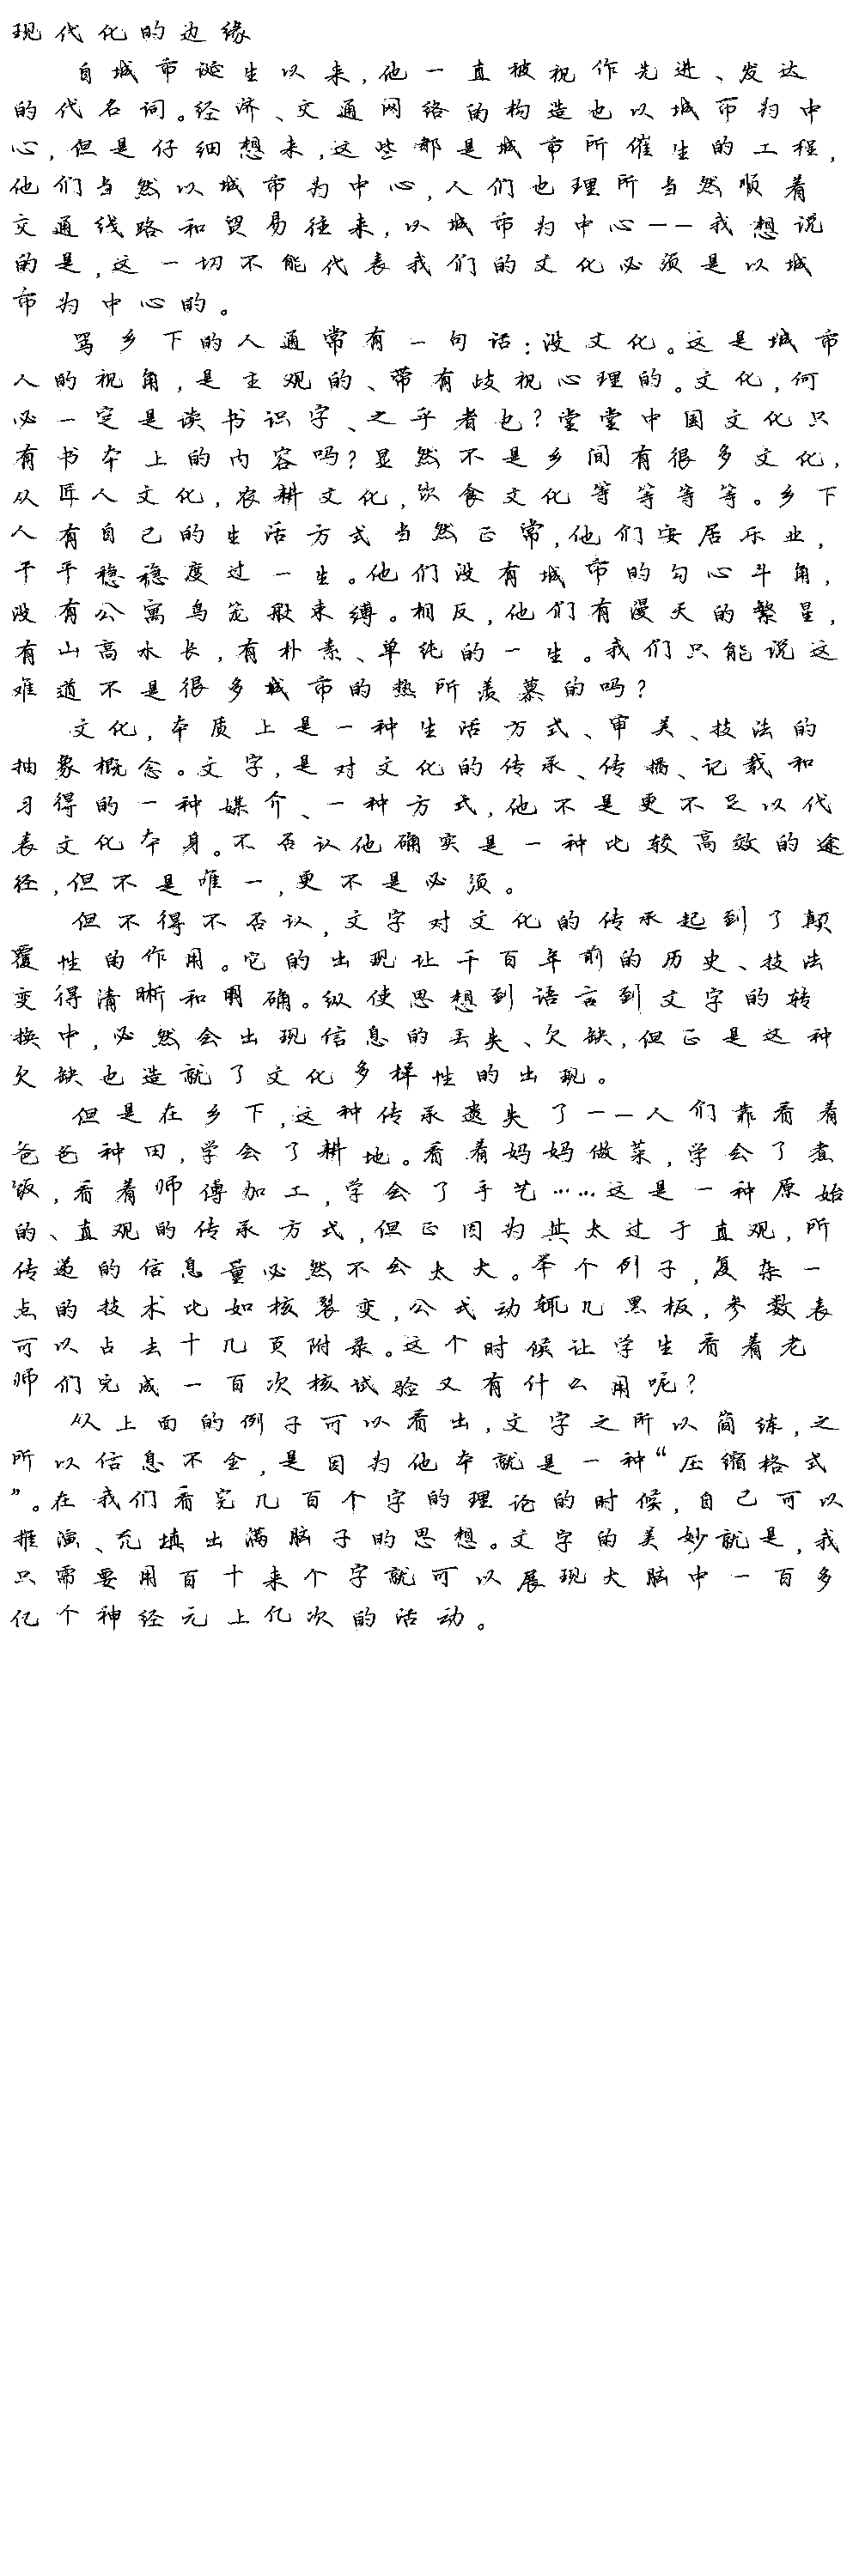 现代化的边缘
自城市诞生以来,他一直被视作先进、发达
的代名词。经济、交通网络的构造也以城市为中
心,但是仔细想来,这些都是城市所催生的工程,
他们当然以城市为中心,人们也理所当然顺着
交通线路和贸易往来,以城市为中心——我想说
的是,这一切不能代表我们的文化必须是以城
市为中心的。
骂乡下的人通常有一句话:没文化。这是城市
人的视角,是主观的、带有歧视心理的。文化,何
必一定是读书识字、之乎者也?堂堂中国文化只
有书本上的内容吗?显然不是乡间有很多文化,
从匠人文化,农耕文化,饮食文化等等等等。乡下
人有自己的生活方式当然正常,他们安居乐业,
平平稳稳度过一生。他们没有城市的勾心斗角,
没有公寓鸟笼般束缚。相反,他们有漫天的繁星,
有山高水长,有朴素、单纯的一生。我们只能说这
难道不是很多城市的热所羡慕的吗?
文化,本质上是一种生活方式、审美、技法的
抽象概念。文字,是对文化的传承、传播、记载和
习得的一种媒介、一种方式,他不是更不足以代
表文化本身。不否认他确实是一种比较高效的途
径,但不是唯一,更不是必须。
但不得不否认,文字对文化的传承起到了颠
覆性的作用。它的出现让千百年前的历史、技法
变得清晰和明确。纵使思想到语言到文字的转
换中,必然会出现信息的丢失、欠缺,但正是这种
欠缺也造就了文化多样性的出现。
但是在乡下,这种传承遗失了——人们靠看着
爸爸种田,学会了耕地。看着妈妈做菜,学会了煮
饭,看着师傅加工,学会了手艺……这是一种原始
的、直观的传承方式,但正因为其太过于直观,所
传递的信息量必然不会太大。举个例子,复杂一
点的技术比如核裂变,公式动辄几黑板,参数表
可以占去十几页附录。这个时候让学生看着老
师们完成一百次核试验又有什么用呢?
从上面的例子可以看出,文字之所以简练,之
所以信息不全,是因为他本就是一种“压缩格式
”。在我们看完几百个字的理论的时候,自己可以
推演、充填出满脑子的思想。文字的美妙就是,我
只需要用百十来个字就可以展现大脑中一百多
亿个神经元上亿次的活动。